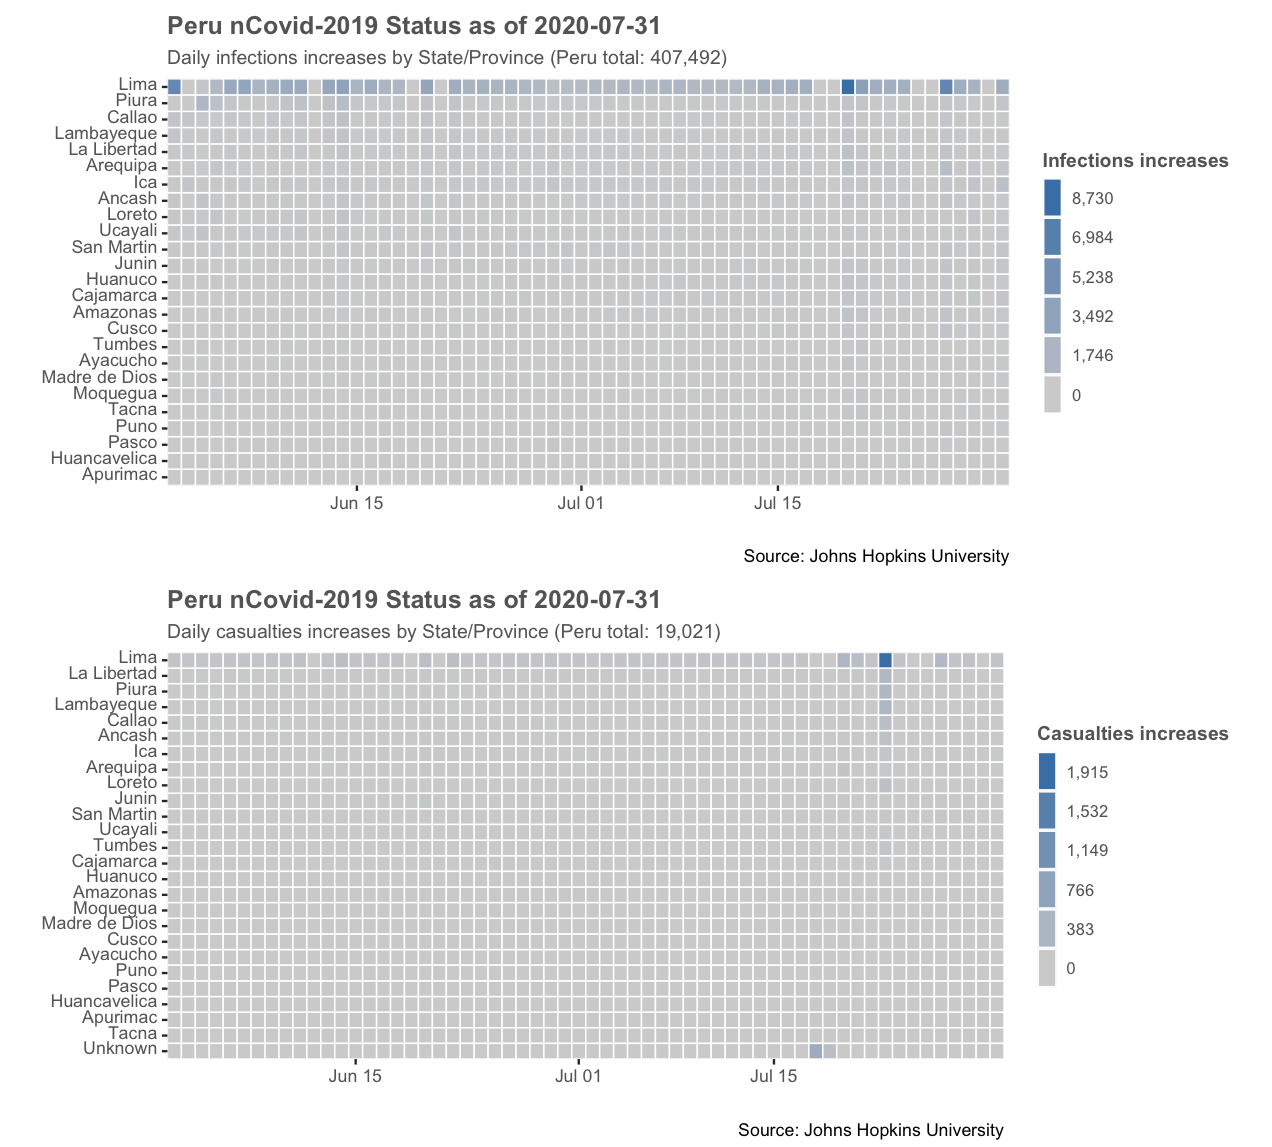 Peru nCovid-2019 Status as of 2020-07-31
Daily infections increases by State/Province (Peru total: 407,492)
Lima
Piura
Callao
Lambayeque
La Libertad
Arequipa
Ica
Ancash
Loreto
Ucayali
San Martin
Junin
Huanuco
Cajamarca
Amazonas
Cusco
Tumbes
Ayacucho
Madre de Dios
Moquegua
Tacna
Puno
Pasco
Huancavelica
Apurimac
Jun 15 Jul 01 Jul 15
Infections increases
8,730
6,984
5,238
3,492
1,746
0
Source: Johns Hopkins University
Peru nCovid-2019 Status as of 2020-07-31
Daily casualties increases by State/Province (Peru total: 19,021)
Lima
La Libertad
Piura
Lambayeque
Callao
Ancash
Ica
Arequipa
Loreto
Junin
San Martin
Ucayali
Tumbes
Cajamarca
Huanuco
Amazonas
Moquegua
Madre de Dios
Cusco
Ayacucho
Puno
Pasco
Huancavelica
Apurimac
Tacna
Unknown
Jun 15 Jul 01 Jul 15
Casualties increases
1,915
1,532
1,149
766
383
0
Source: Johns Hopkins University